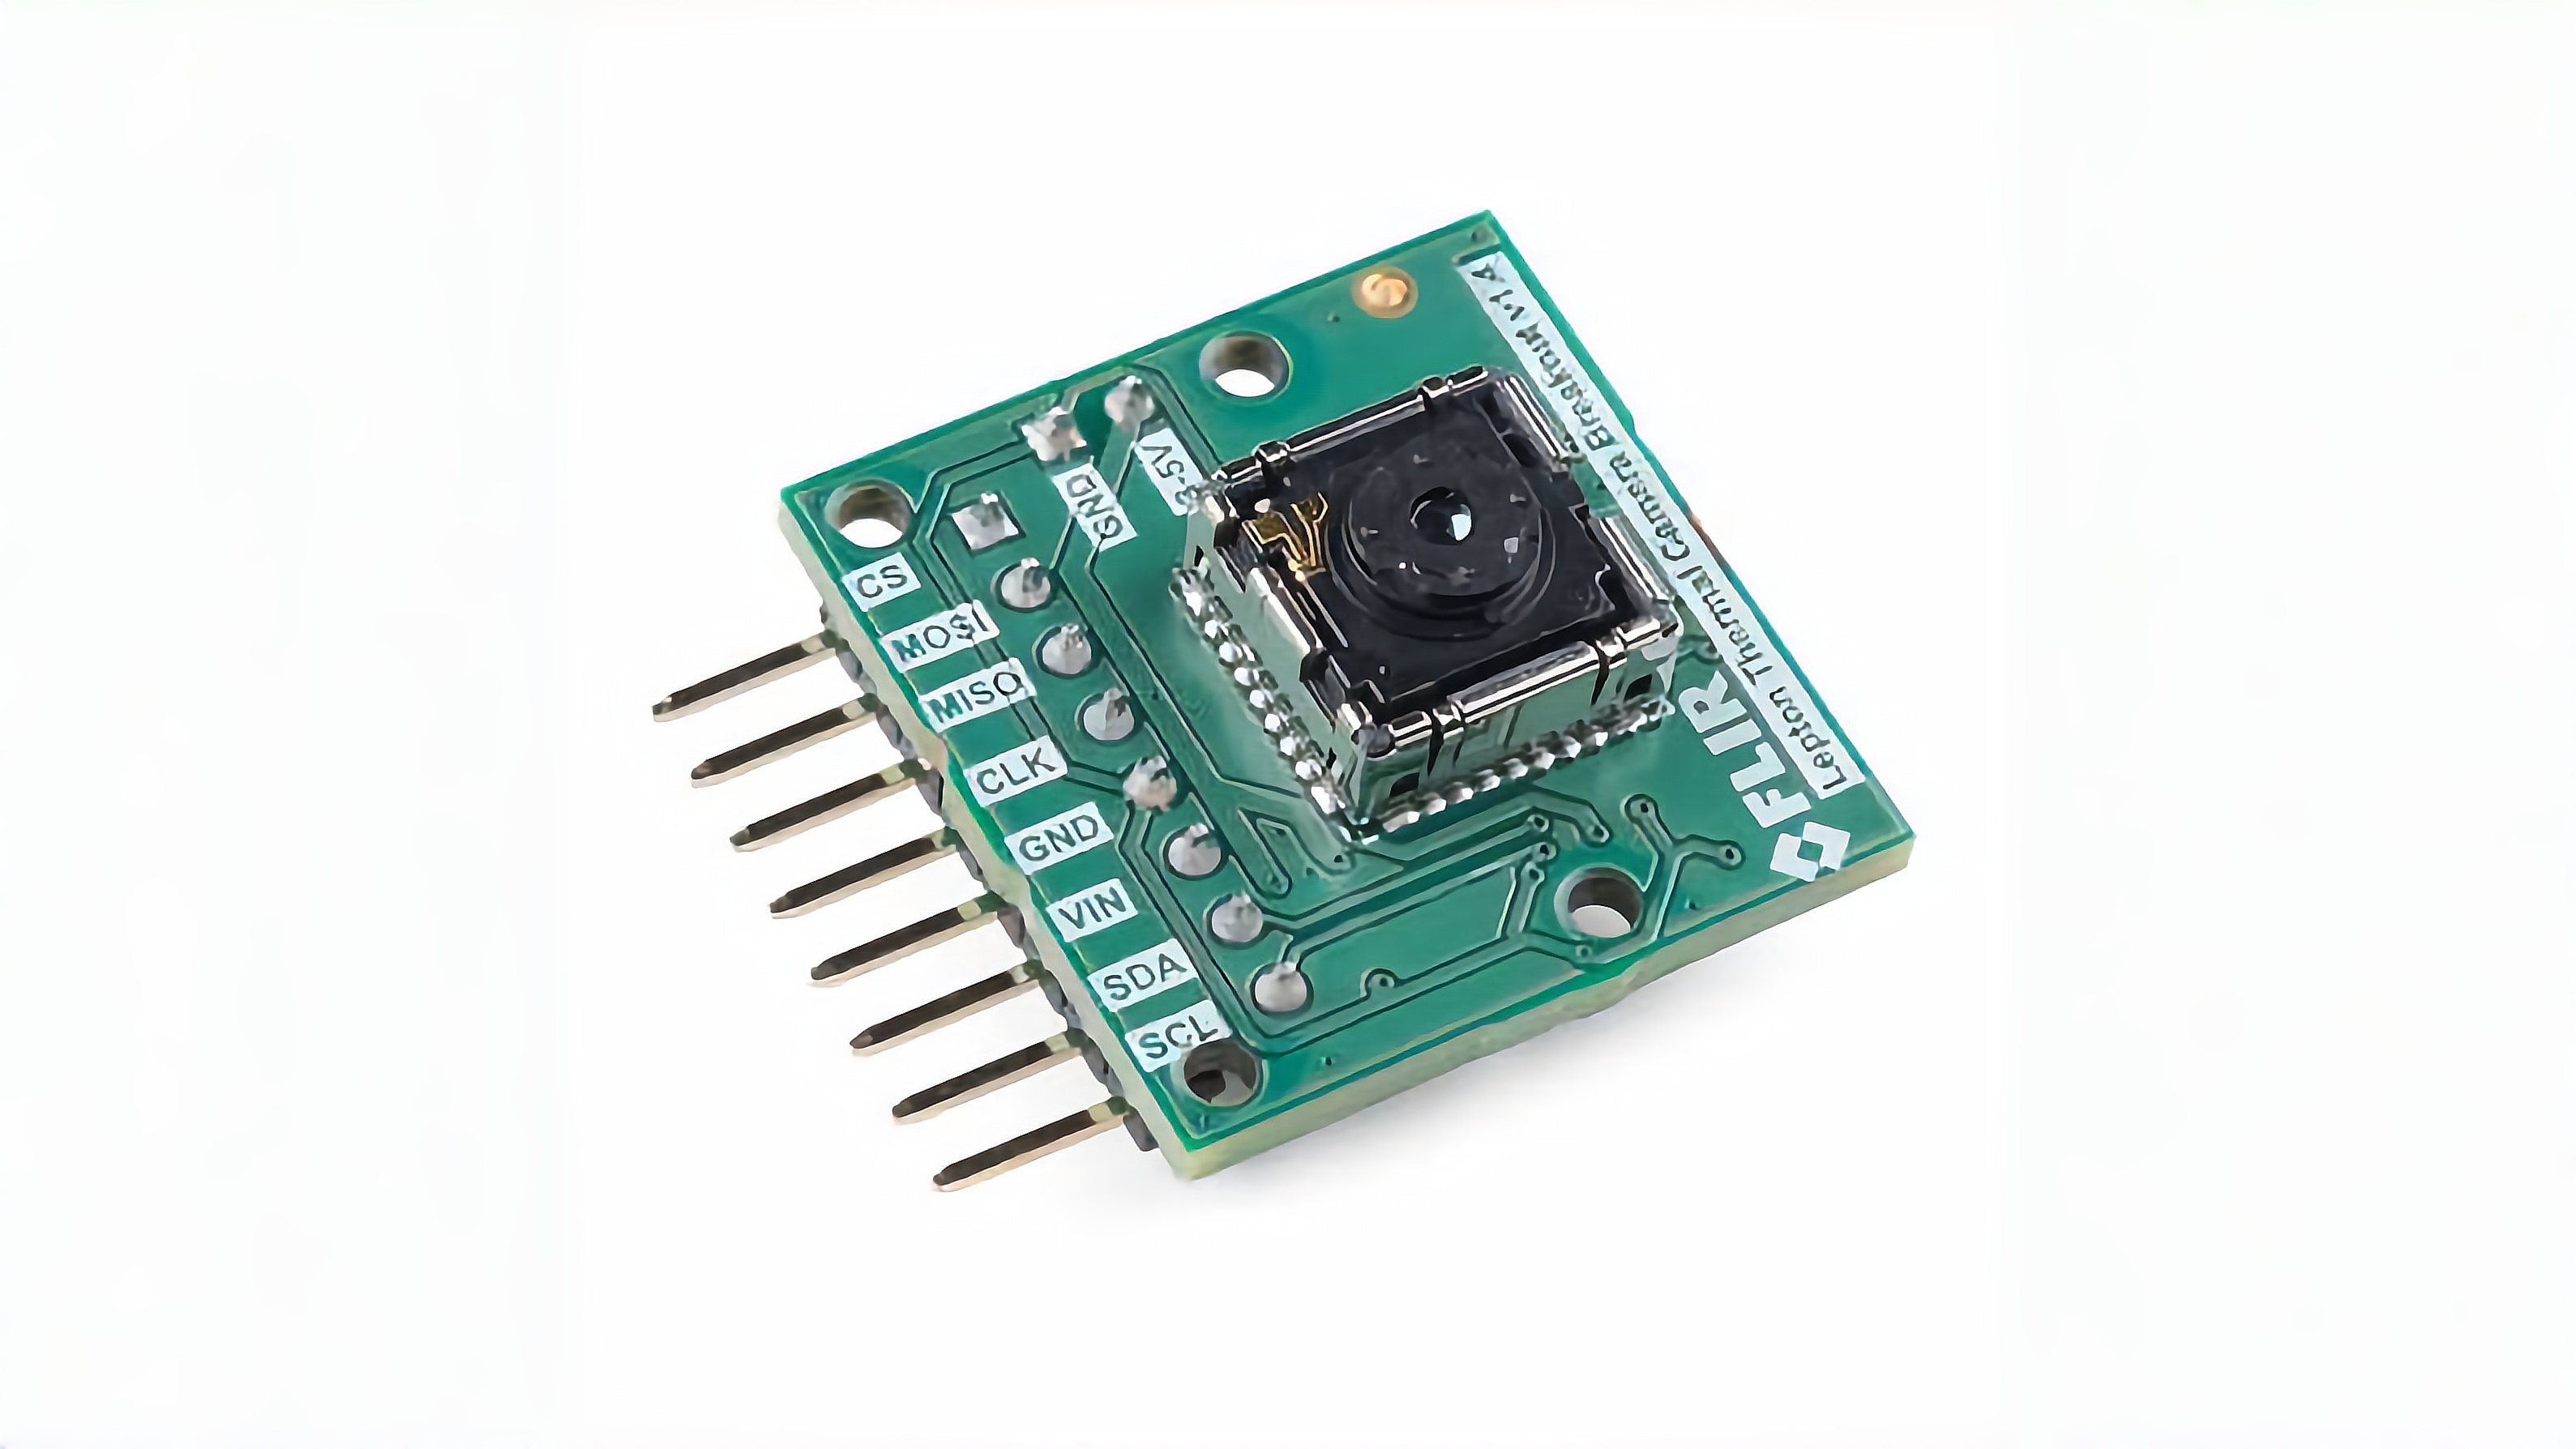 CS
MOSI
MISO
CLK
GND
VIN
SDA
SCL
GND
3-5V
FLIR
Lepton Thermal Camera Breakout v1.4